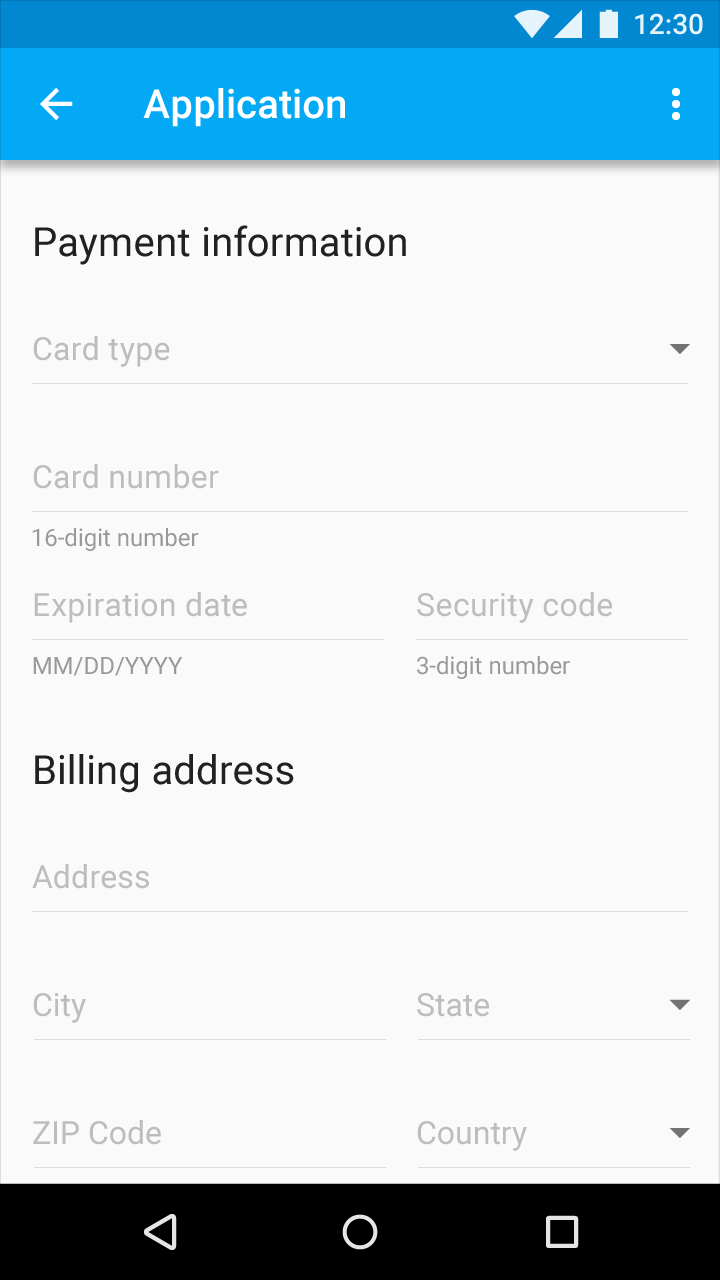 12:30
Application
Payment information
Card type
Card number
16-digit number
Expiration date Security code
MM/DD/YYYY 3-digit number
Billing address
Address
City State
ZIP Code Country